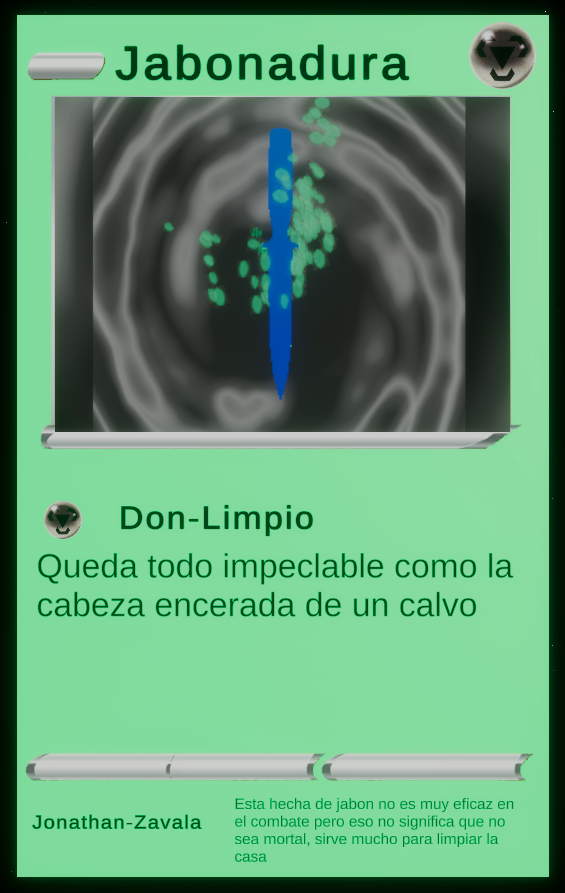 Jabonadura
Don-Limpio
Queda todo impeclable como la
cabeza encerada de un calvo
Jonathan-Zavala
Esta hecha de jabon no es muy eficaz en
el combate pero eso no significa que no
sea mortal, sirve mucho para limpiar la
casa